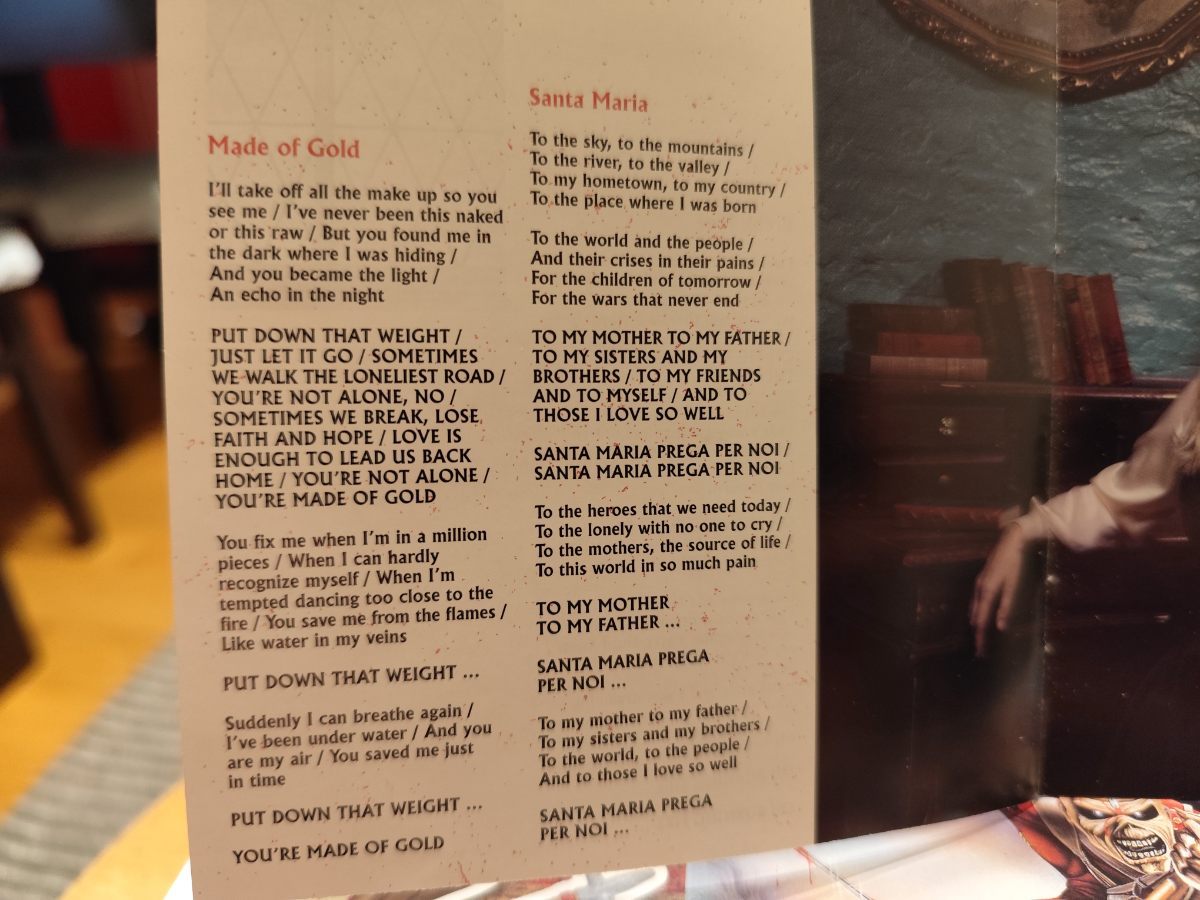 Made of Gold
I'll take off all the make up so you
see me / I've never been this naked
or this raw / But you found me in
the dark where I was hiding /
And you became the light /
An echo in the night
PUT DOWN THAT WEIGHT /
JUST LET IT GO / SOMETIMES
WE WALK THE LONELIEST ROAD /
YOU'RE NOT ALONE, NO /
SOMETIMES WE BREAK, LOSE
FAITH AND HOPE / LOVE IS
ENOUGH TO LEAD US BACK
HOME / YOU'RE NOT ALONE /
YOU'RE MADE OF GOLD
You fix me when I'm in a million
pieces / When I can hardly
recognize myself / When I'm
tempted dancing too close to the
fire / You save me from the flames /
Like water in my veins
PUT DOWN THAT WEIGHT ...
Suddenly I can breathe again /
I've been under water / And you
are my air / You saved me just
in time
PUT DOWN THAT WEIGHT ...
YOU'RE MADE OF GOLD
Santa Maria
To the sky, to the mountains /
To the river, to the valley /
To my hometown, to my country /
To the place where I was born
To the world and the people /
And their crises in their pains /
For the children of tomorrow /
For the wars that never end
TO MY MOTHER TO MY FATHER /
TO MY SISTERS AND MY
BROTHERS / TO MY FRIENDS
AND TO MYSELF / AND TO
THOSE I LOVE SO WELL
SANTA MARIA PREGA PER NOI /
SANTA MARIA PREGA PER NOI
To the heroes that we need today /
To the lonely with no one to cry /
To the mothers, the source of life /
To this world in so much pain
TO MY MOTHER
TO MY FATHER ...
SANTA MARIA PREGA
PER NOI ...
To my mother to my father /
To my sisters and my brothers /
To the world, to the people /
And to those I love so well
SANTA MARIA PREGA
PER NOI ...